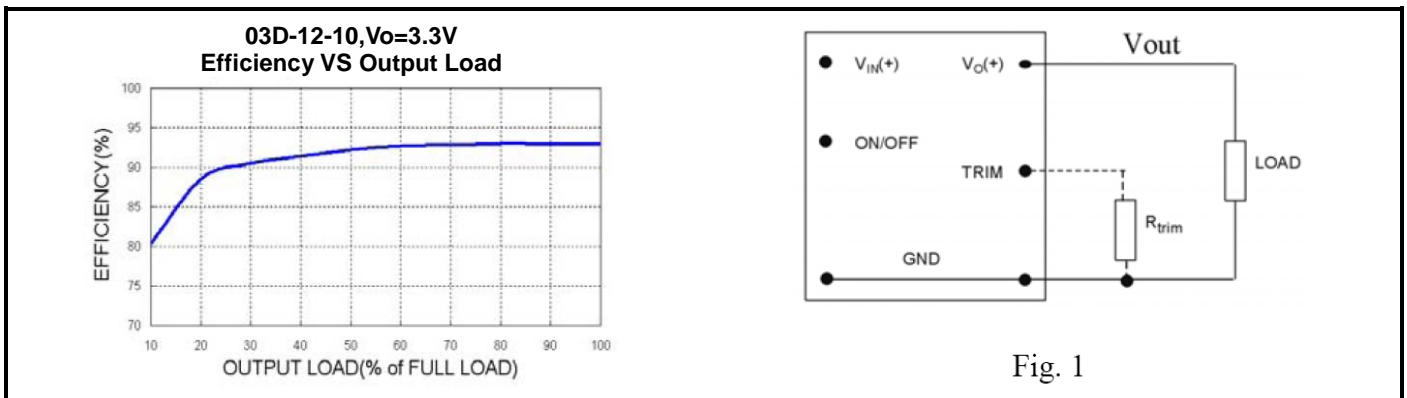 03D-12-10,Vo=3.3V
Efficiency VS Output Load
EFFICIENCY(%)
100
95
90
85
80
75
70
10 20 30 40 50 60 70 80 90 100
OUTPUT LOAD(% of FULL LOAD)
Vout
VIN(+) VO(+)
ON/OFF
TRIM
LOAD
Rtrim
GND
Fig. 1